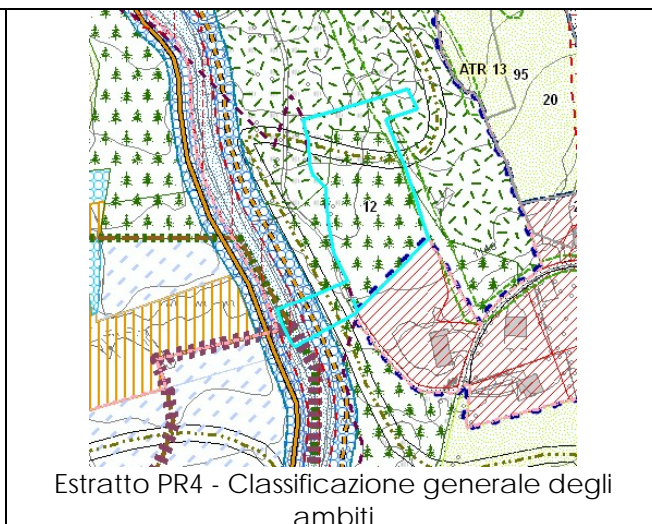 ATR 13 95
20
12
Estratto PR4 - Classificazione generale degli
ambiti